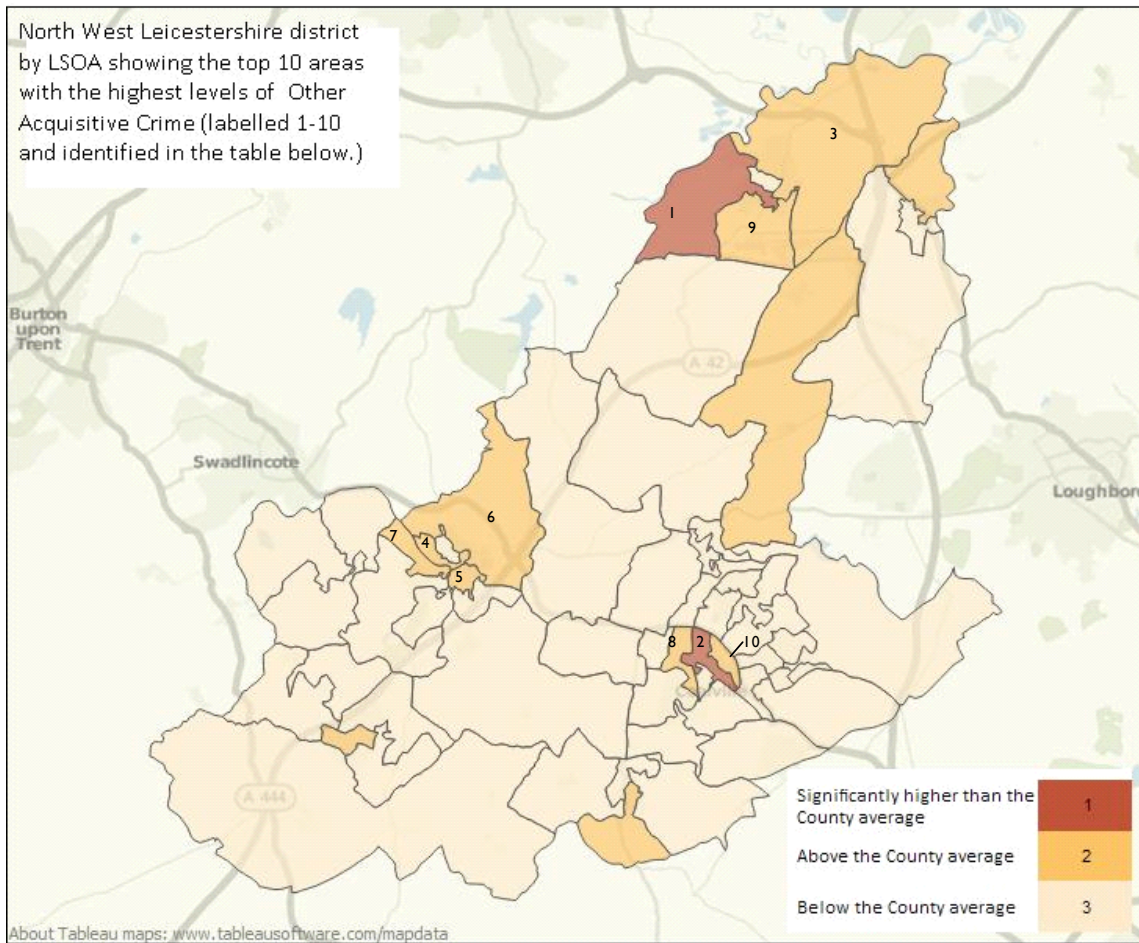 North West Leicestershire district
by LSOA showing the top 10 areas
with the highest levels of Other
Acquisitive Crime (labelled 1-10
and identified in the table below.)
3
1
9
Burton
upon
Trent
A 42
Swadlincote
Loughbor
6
7
4
5
8
2
10
Coalville
A 444
Significantly higher than the
County average
1
Above the County average
2
Below the County average
3
About Tableau maps: www.tableausoftware.com/mapdata